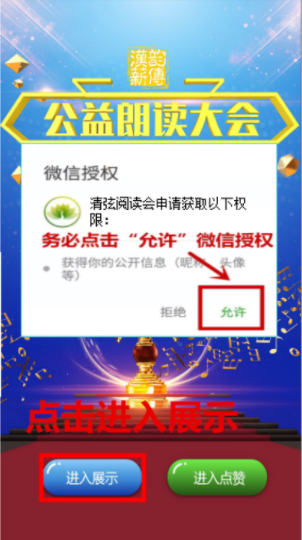 漢韵
新傳
公益朗读大会
微信授权
清弦阅读会申请获取以下权
限：
务必点击“允许”微信授权
获得你的公开信息（昵称、头像
等）
拒绝 允许
点击进入展示
进入展示 进入点赞